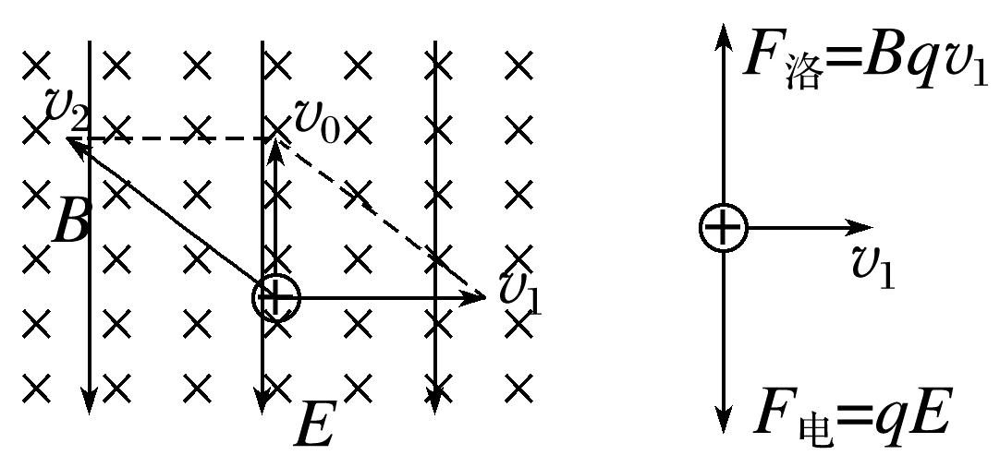 F洛=Bqv₁
v₂
v₀
B
v₁
v₁
E
F电=qE